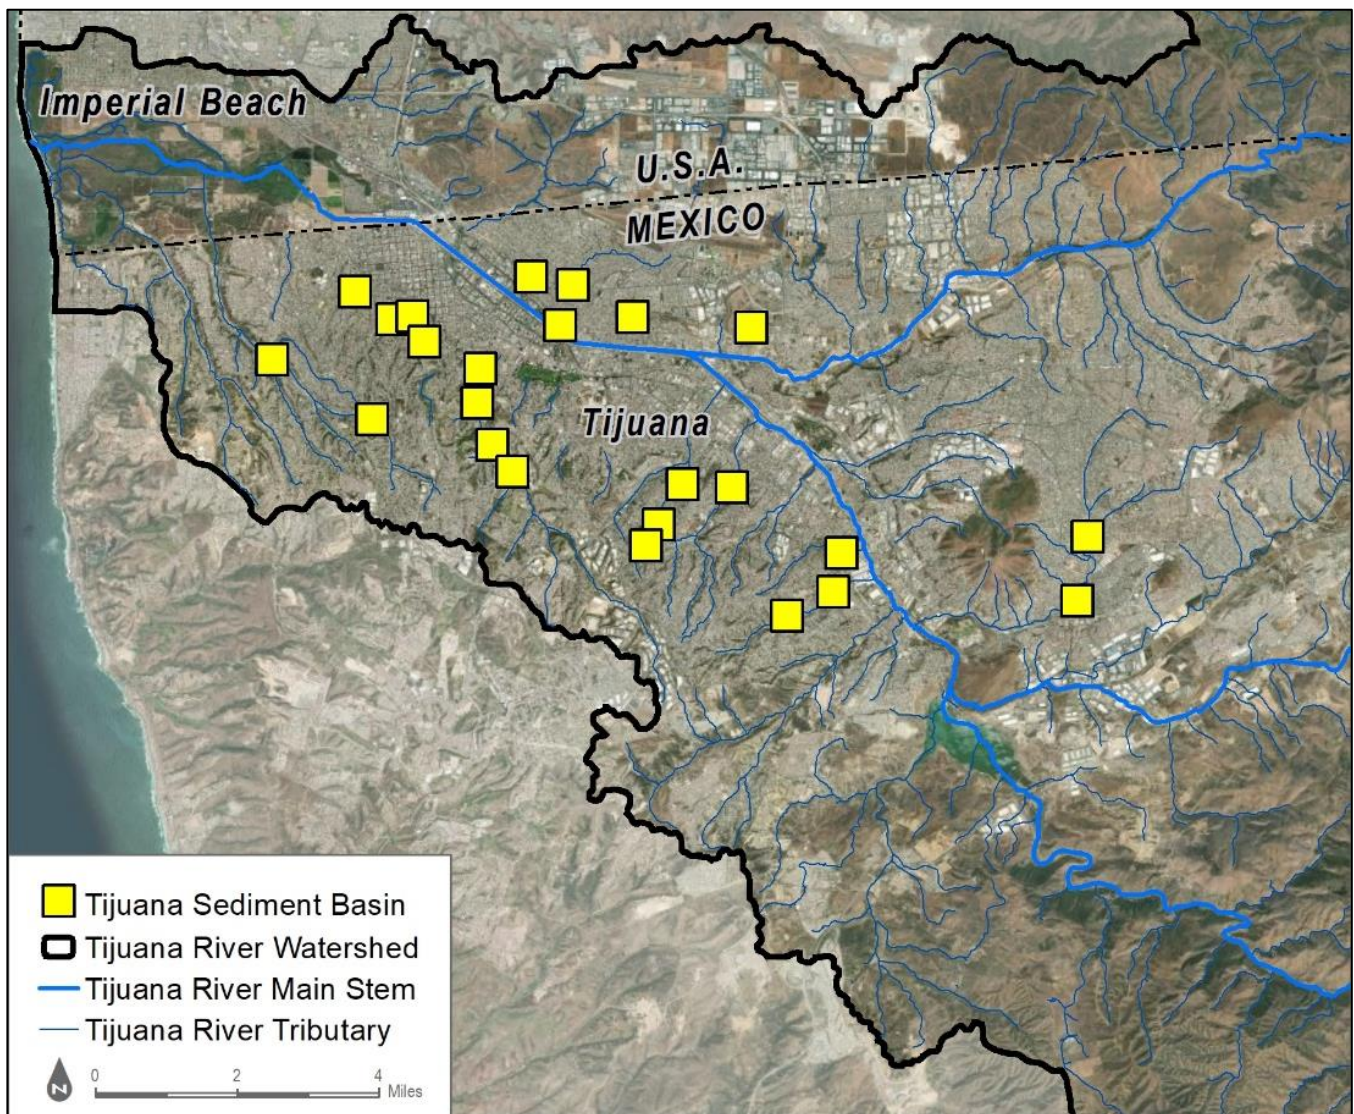 Imperial Beach
U.S.A.
MEXICO
Tijuana
Tijuana Sediment Basin
Tijuana River Watershed
Tijuana River Main Stem
Tijuana River Tributary
N
0 2 4 Miles